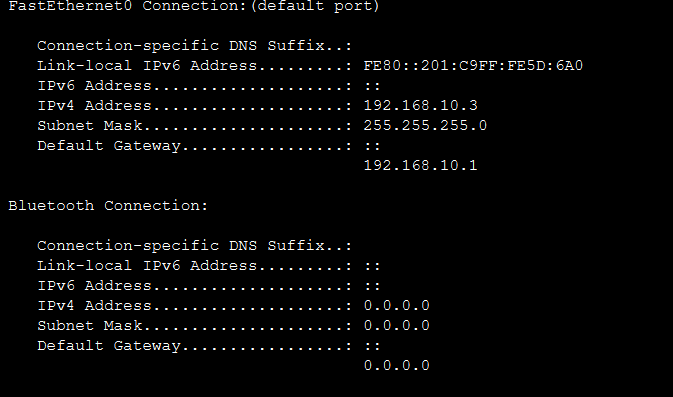 FastEthernet0 Connection:(default port)
Connection-specific DNS Suffix..:
Link-local IPv6 Address.........: FE80::201:C9FF:FE5D:6A0
IPv6 Address....................: ::
IPv4 Address....................: 192.168.10.3
Subnet Mask.....................: 255.255.255.0
Default Gateway.................: ::
192.168.10.1
Bluetooth Connection:
Connection-specific DNS Suffix..:
Link-local IPv6 Address.........: ::
IPv6 Address....................: ::
IPv4 Address....................: 0.0.0.0
Subnet Mask.....................: 0.0.0.0
Default Gateway.................: ::
0.0.0.0